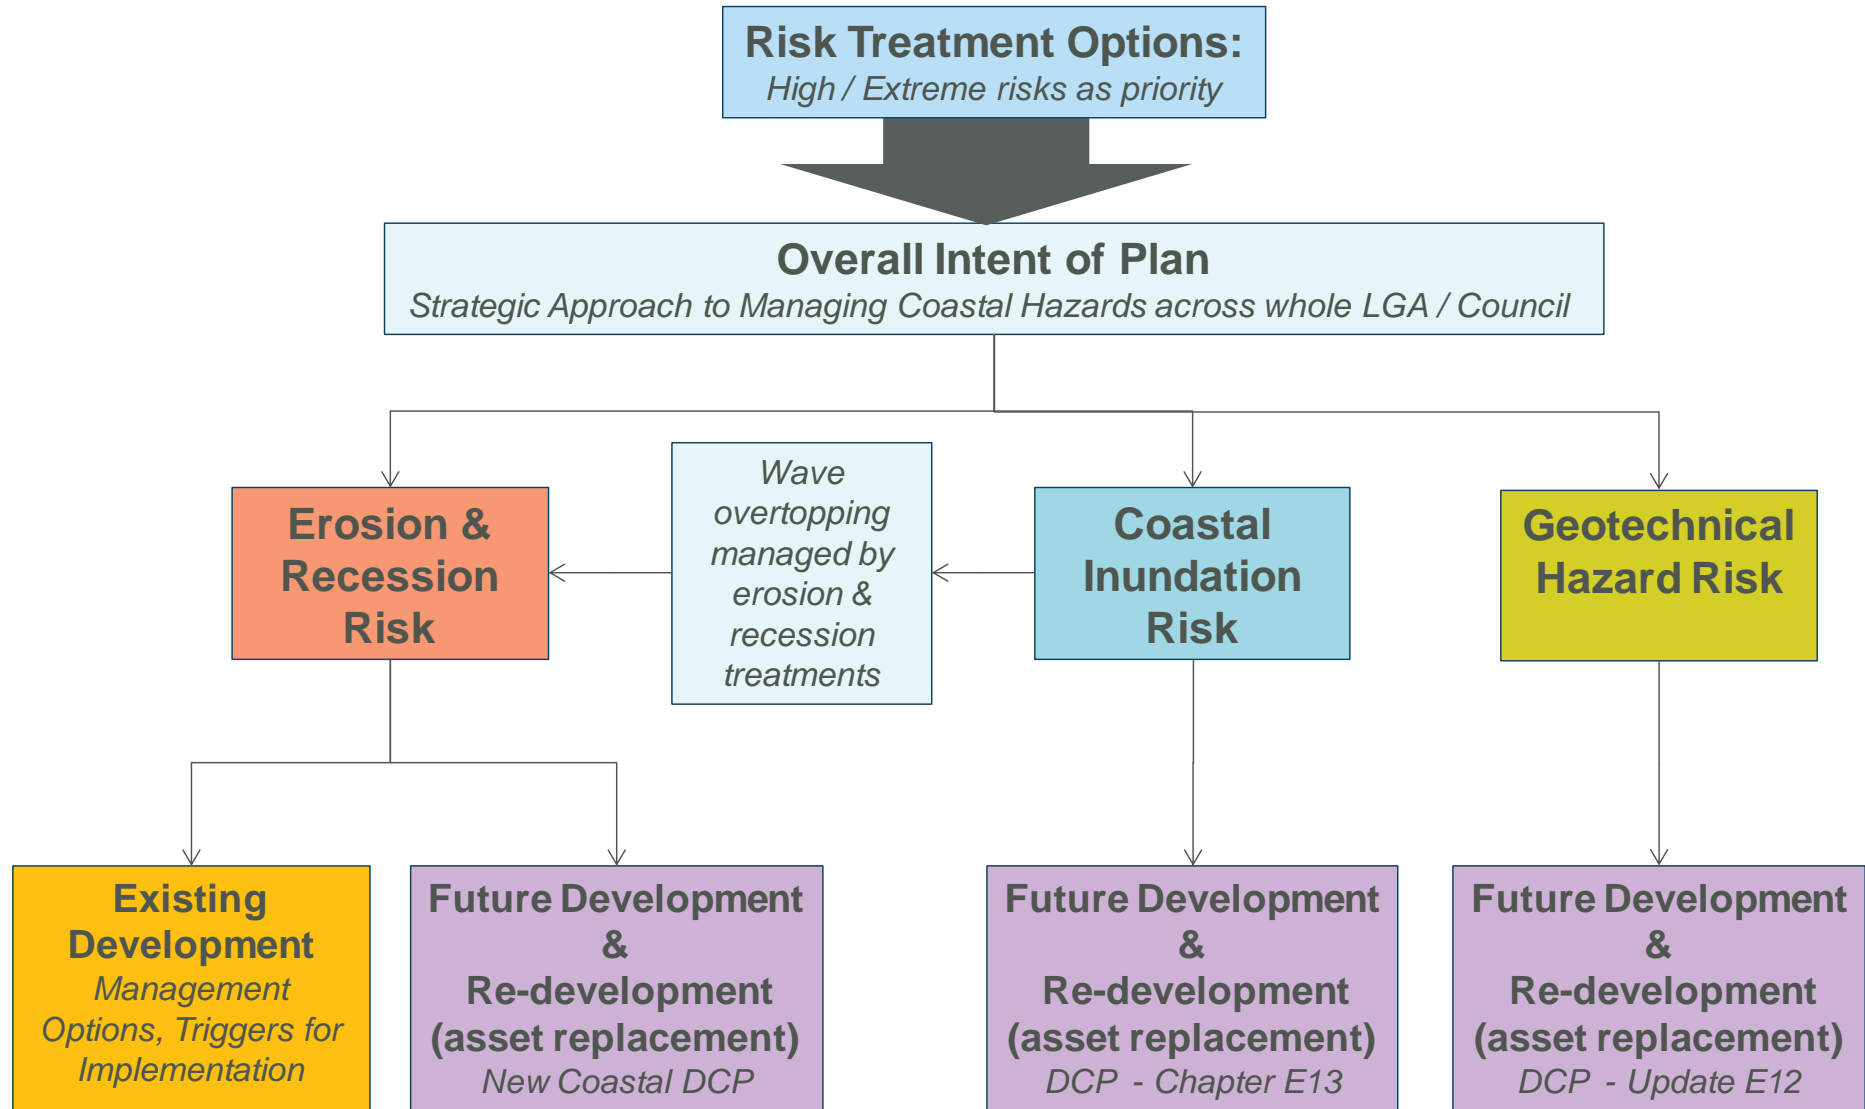 Risk Treatment Options:
High / Extreme risks as priority
Overall Intent of Plan
Strategic Approach to Managing Coastal Hazards across whole LGA / Council
Erosion &
Recession
Risk
Wave
overtopping
managed by
erosion &
recession
treatments
Coastal
Inundation
Risk
Geotechnical
Hazard Risk
Existing
Development
Management
Options, Triggers for
Implementation
Future Development
&
Re-development
(asset replacement)
New Coastal DCP
Future Development
&
Re-development
(asset replacement)
DCP - Chapter E13
Future Development
&
Re-development
(asset replacement)
DCP - Update E12